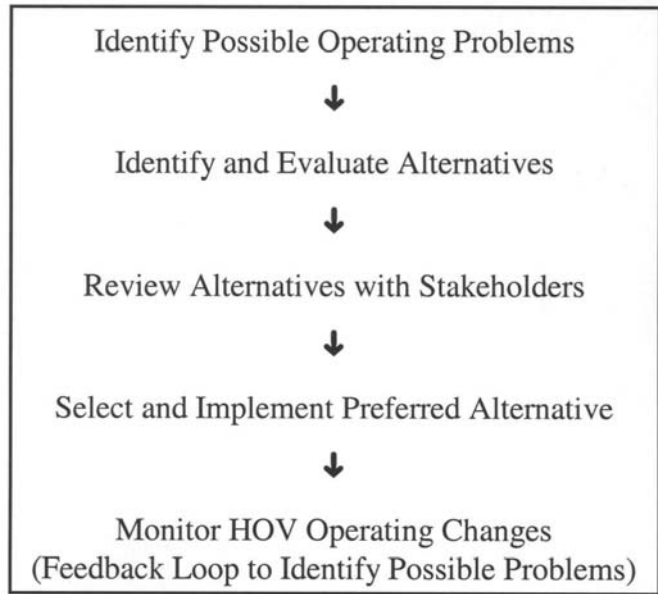 Identify Possible Operating Problems
Identify and Evaluate Alternatives
Review Alternatives with Stakeholders
Select and Implement Preferred Alternative
Monitor HOV Operating Changes
(Feedback Loop to Identify Possible Problems)